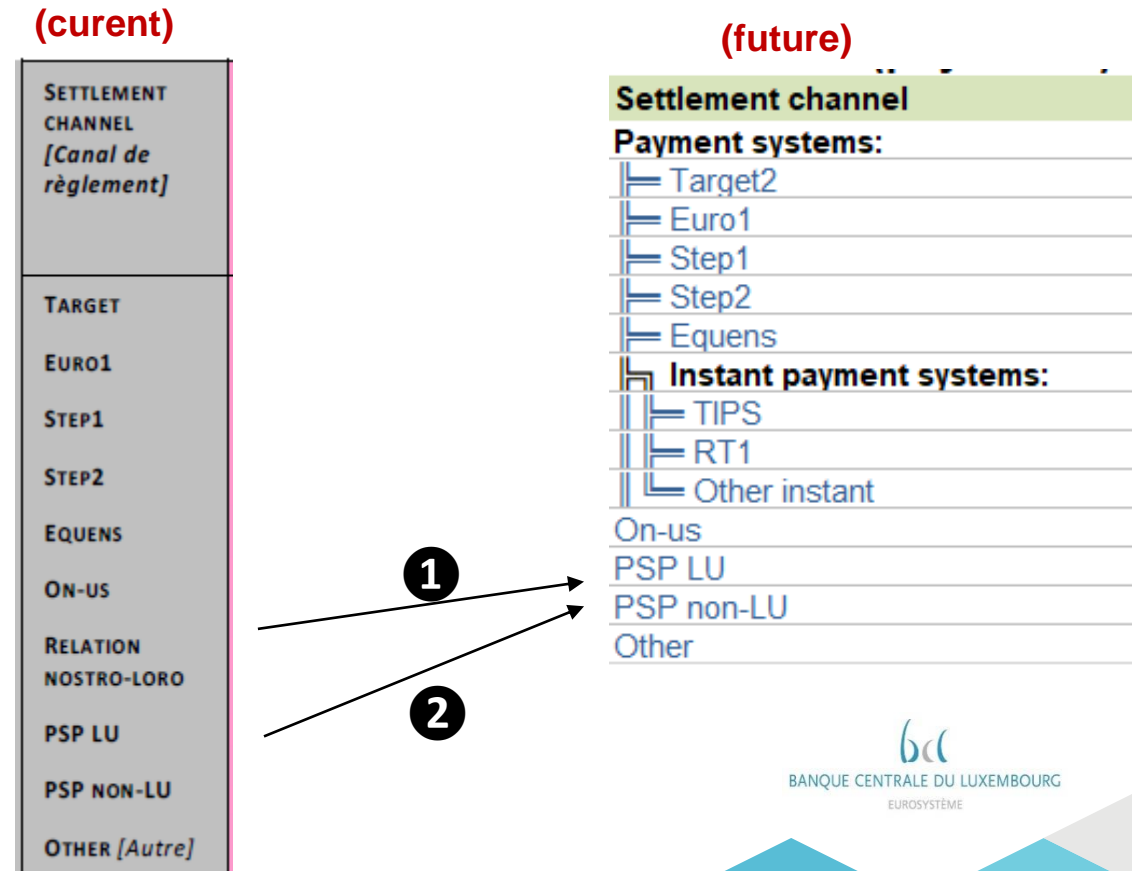 (curent)
SETTLEMENT
CHANNEL
[Canal de
règlement]
TARGET
EURO1
STEP1
STEP2
EQUENS
ON-US
RELATION
NOSTRO-LORO
PSP LU
PSP NON-LU
OTHER [Autre]
1
2
(future)
Settlement channel
Payment systems:
Target2
Euro1
Step1
Step2
Equens
Instant payment systems:
TIPS
RT1
Other instant
On-us
PSP LU
PSP non-LU
Other
bcl
BANQUE CENTRALE DU LUXEMBOURG
EUROSYSTÈME